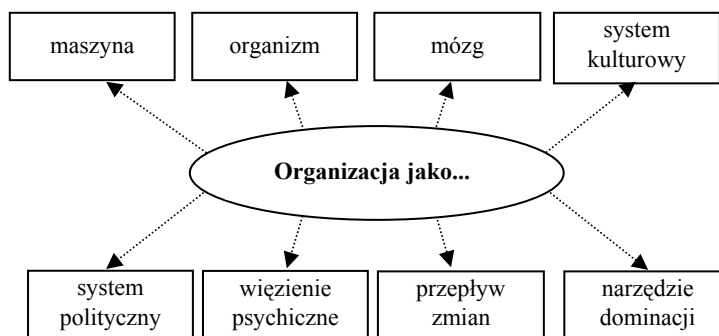 maszyna
organizm
mózg
system
kulturowy
Organizacja jako...
system
polityczny
więzienie
psychiczne
przepływ
zmian
narzędzie
dominacji